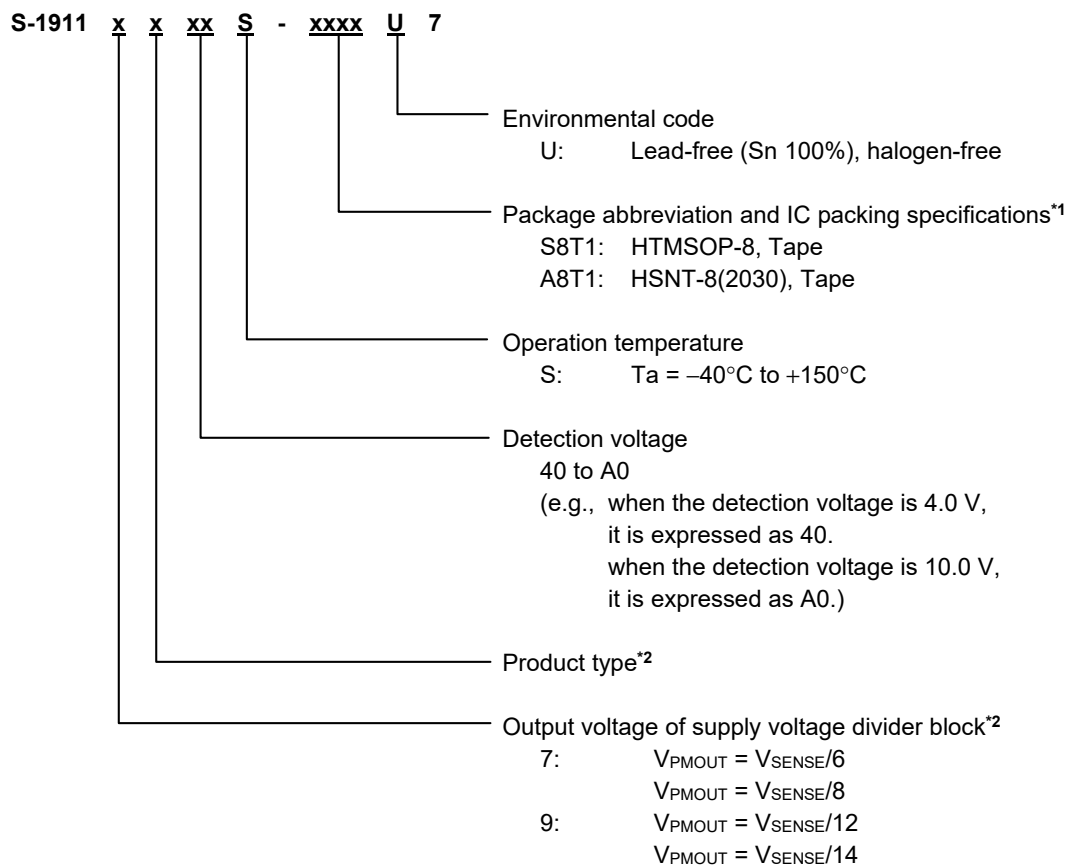 S-1911 x x xx S - xxxx U 7
Environmental code
U: Lead-free (Sn 100%), halogen-free
Package abbreviation and IC packing specifications*1
S8T1: HTMSOP-8, Tape
A8T1: HSNT-8(2030), Tape
Operation temperature
S: Ta = −40°C to +150°C
Detection voltage
40 to A0
(e.g., when the detection voltage is 4.0 V,
it is expressed as 40.
when the detection voltage is 10.0 V,
it is expressed as A0.)
Product type*2
Output voltage of supply voltage divider block*2
7: VPMOUT = VSENSE/6
VPMOUT = VSENSE/8
9: VPMOUT = VSENSE/12
VPMOUT = VSENSE/14